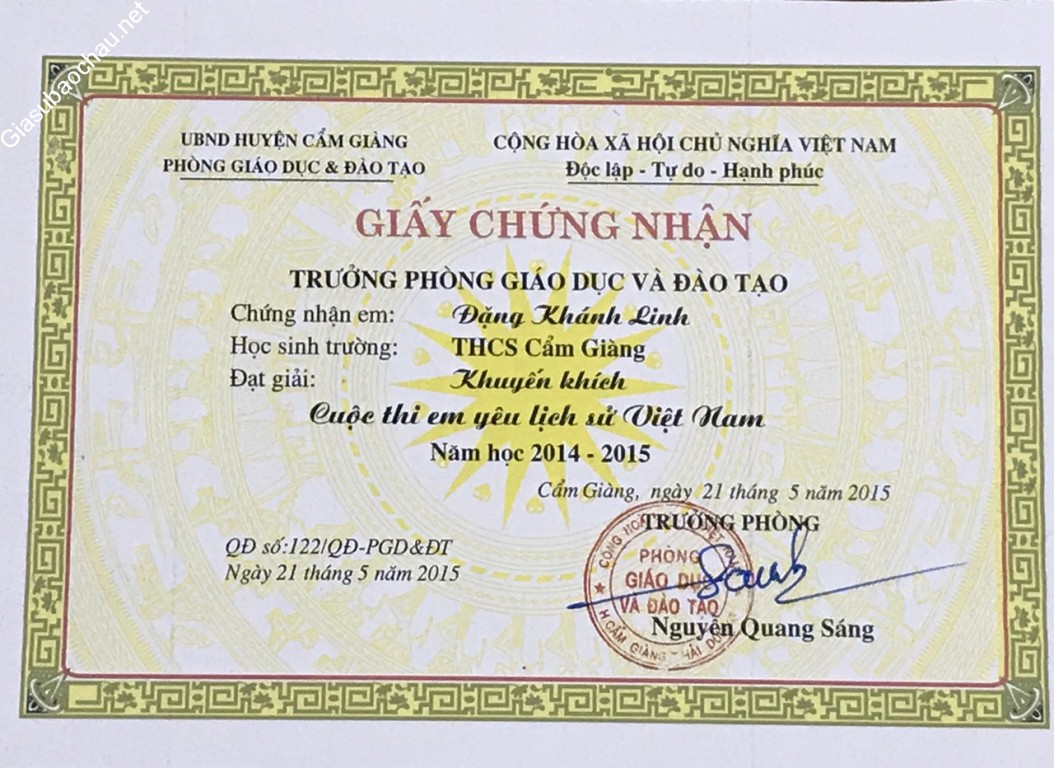 Giasubaochau.net
UBND HUYỆN CẨM GIÀNG
PHÒNG GIÁO DỤC & ĐÀO TẠO
CỘNG HÒA XÃ HỘI CHỦ NGHĨA VIỆT NAM
Độc lập - Tự do - Hạnh phúc
GIẤY CHỨNG NHẬN
TRƯỞNG PHÒNG GIÁO DỤC VÀ ĐÀO TẠO
Chứng nhận em: Đặng Khánh Linh
Học sinh trường: THCS Cẩm Giàng
Đạt giải: Khuyến khích
Cuộc thi em yêu lịch sử Việt Nam
Năm học 2014 - 2015
Cẩm Giàng, ngày 21 tháng 5 năm 2015
TRƯỞNG PHÒNG
QĐ số:122/QĐ-PGD&ĐT
Ngày 21 tháng 5 năm 2015
CỘNG HOÀ
PHÒNG
GIÁO DỤC
VÀ ĐÀO TẠO
H.CẨM GIÀNG
Nguyễn Quang Sáng